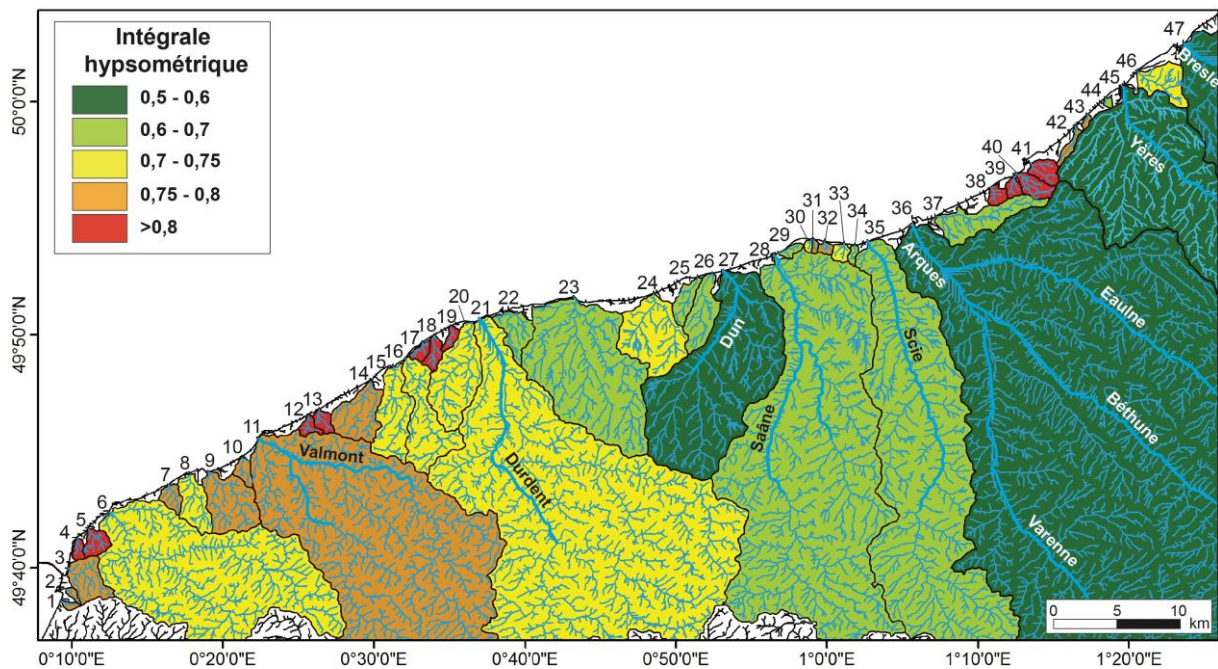 Intégrale
hypsométrique
0,5 - 0,6
0,6 - 0,7
0,7 - 0,75
0,75 - 0,8
>0,8
50°0'0"N
49°50'0"N
49°40'0"N
47
46
45
44
43
42
41
40
39
38
37
36
35
34
33
32
31
30
29
28
27
26
25
24
23
22
21
20
19
18
17
16
15
14
13
12
11
10
9
8
7
6
5
4
3
2
1
Bresle
Yères
Arques
Eaulne
Béthune
Varenne
Scie
Saâne
Dun
Durdent
Valmont
0 5 10
km
0°10'0"E 0°20'0"E 0°30'0"E 0°40'0"E 0°50'0"E 1°0'0"E 1°10'0"E 1°20'0"E